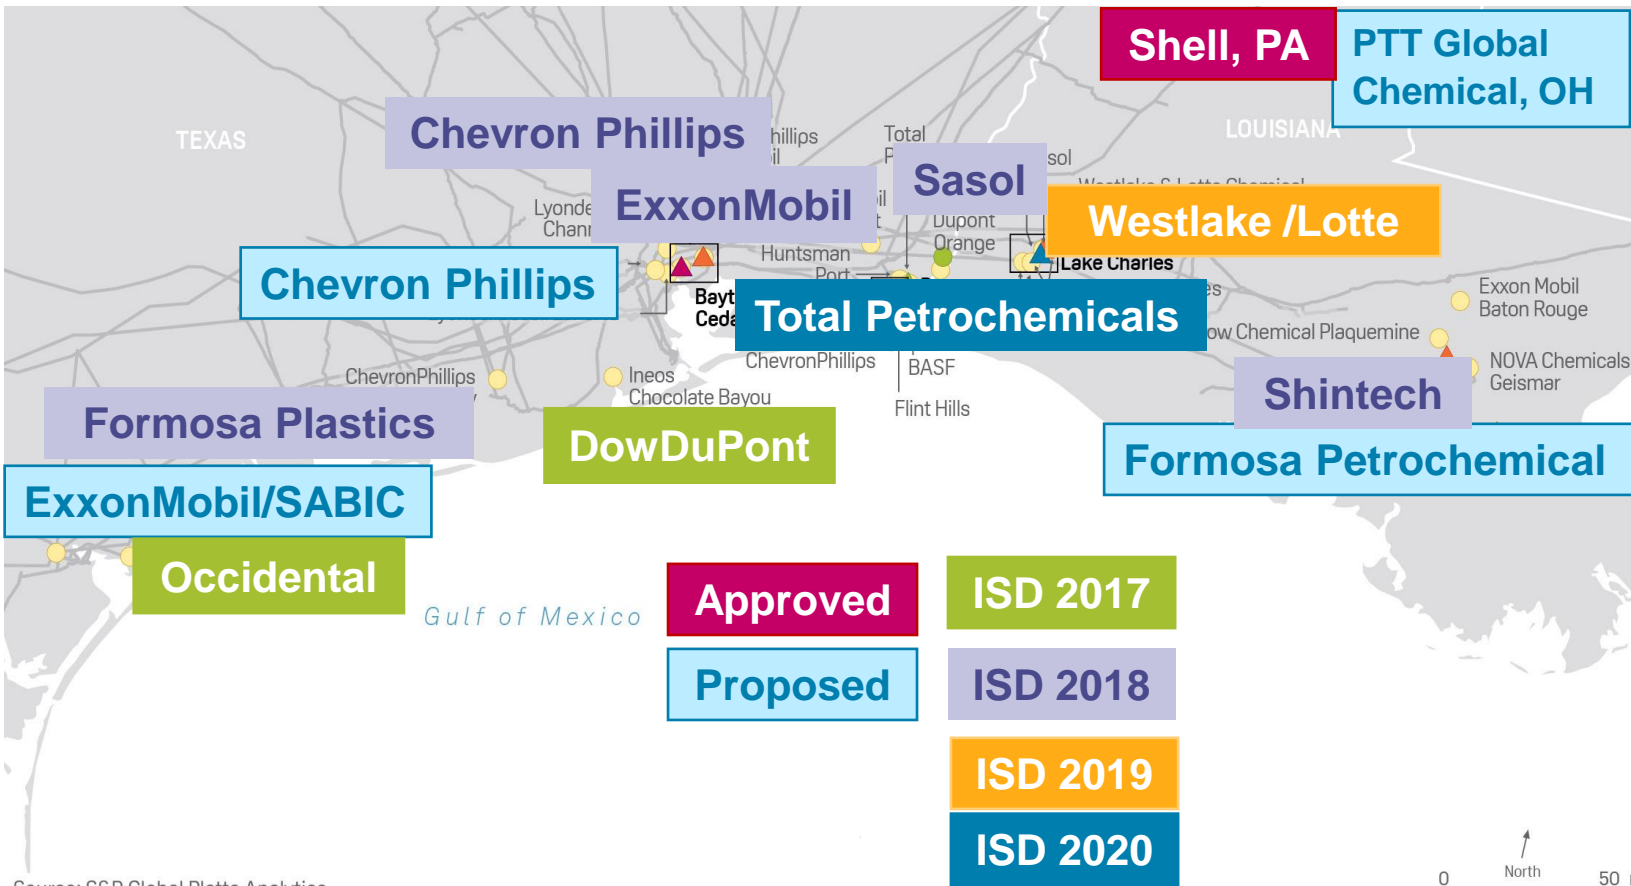 Shell, PA
PTT Global
Chemical, OH
TEXAS
LOUISIANA
Chevron Phillips
Total
Sasol
ExxonMobil
Westlake /Lotte
Dupont
Orange
Huntsman
Port
Lake Charles
Chevron Phillips
Total Petrochemicals
Exxon Mobil
Baton Rouge
Chemical Plaquemine
NOVA Chemicals
Geismar
ChevronPhillips
BASF
Flint Hills
ChevronPhillips
Ineos
Chocolate Bayou
Shintech
Formosa Plastics
DowDuPont
Formosa Petrochemical
ExxonMobil/SABIC
Occidental
Gulf of Mexico
Approved
ISD 2017
Proposed
ISD 2018
ISD 2019
ISD 2020
North
0
50